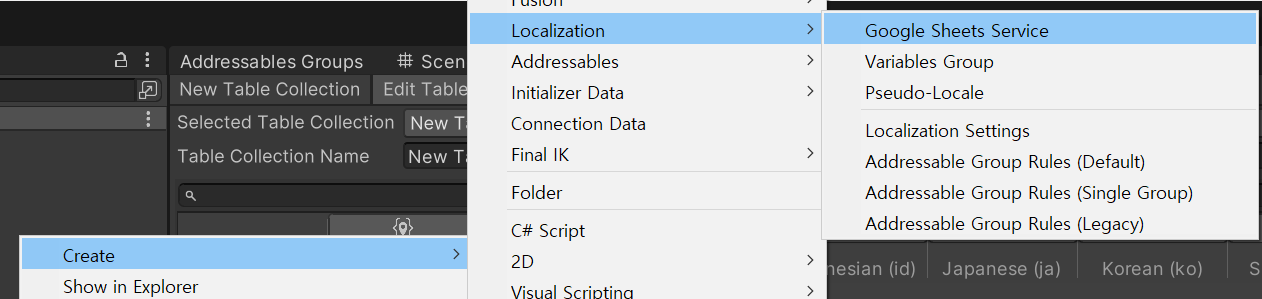 Fusion
Localization
Google Sheets Service
Addressables Groups
Scen
Addressables
Variables Group
New Table Collection
Edit Table
Initializer Data
Pseudo-Locale
Selected Table Collection
New Ta
Connection Data
Localization Settings
Table Collection Name
New Ta
Final IK
Addressable Group Rules (Default)
Folder
Addressable Group Rules (Single Group)
C# Script
Addressable Group Rules (Legacy)
Create
2D
nesian (id)
Japanese (ja)
Korean (ko)
S
Show in Explorer
Visual Scripting